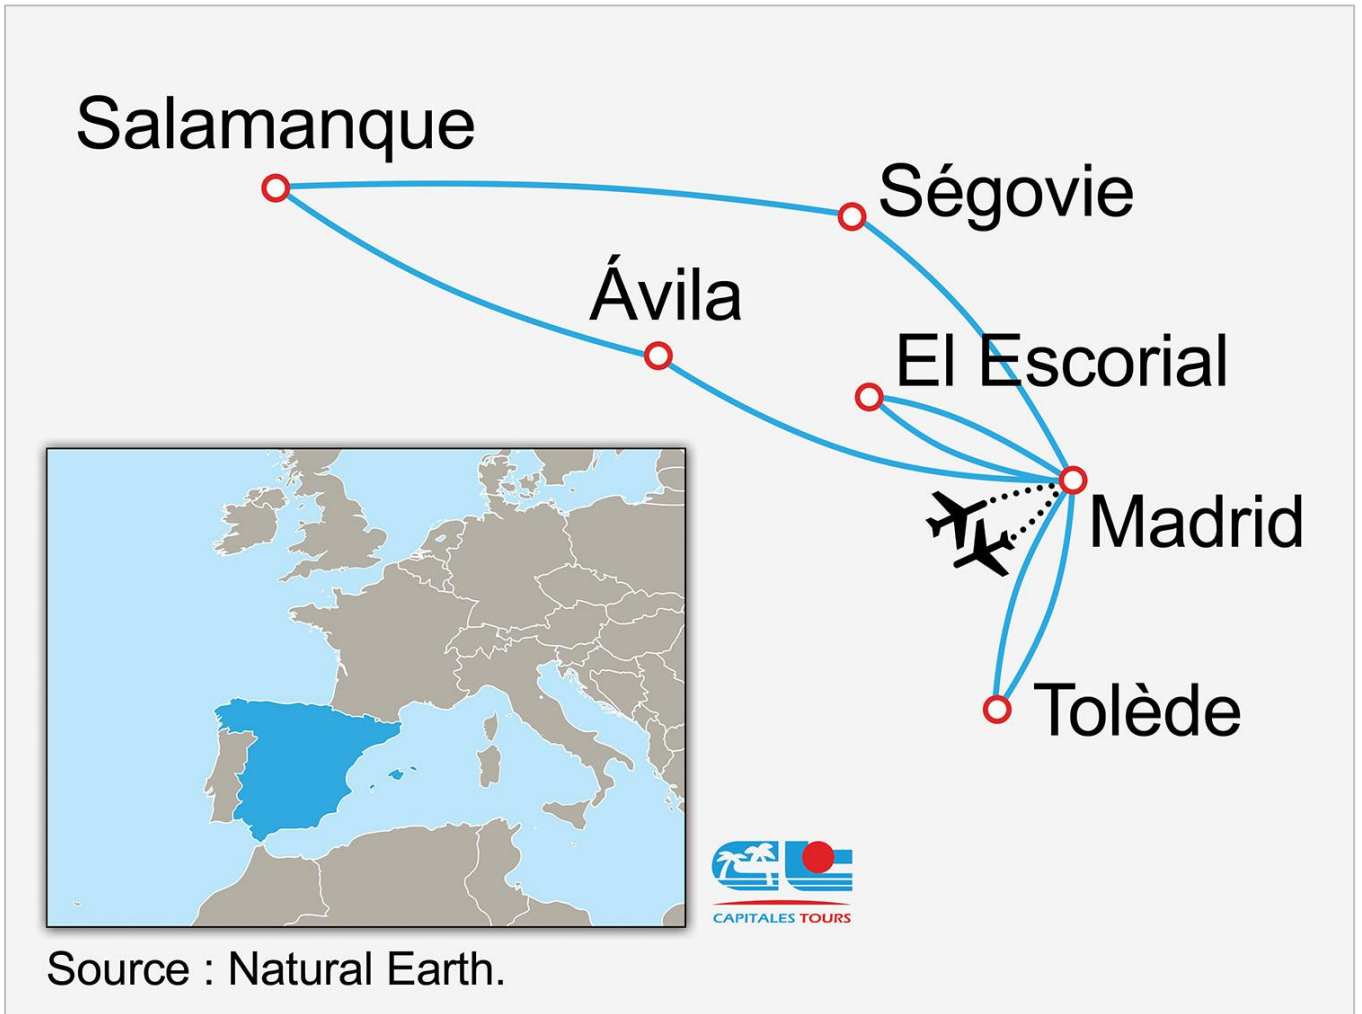 Salamanque
Ségovie
Ávila
El Escorial
Madrid
Tolède
CAPITALES TOURS
Source : Natural Earth.